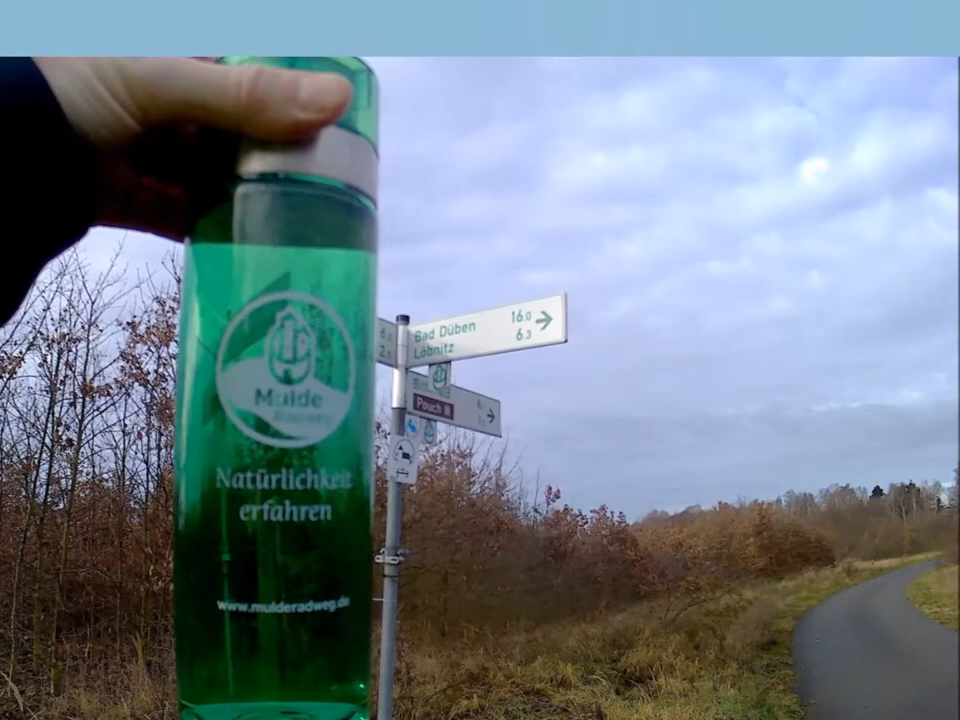 Mulde
Natürlichkeit
erfahren
www.mulderadweg.de
Bad Düben 16.0
Löbnitz 6.3
Pouch